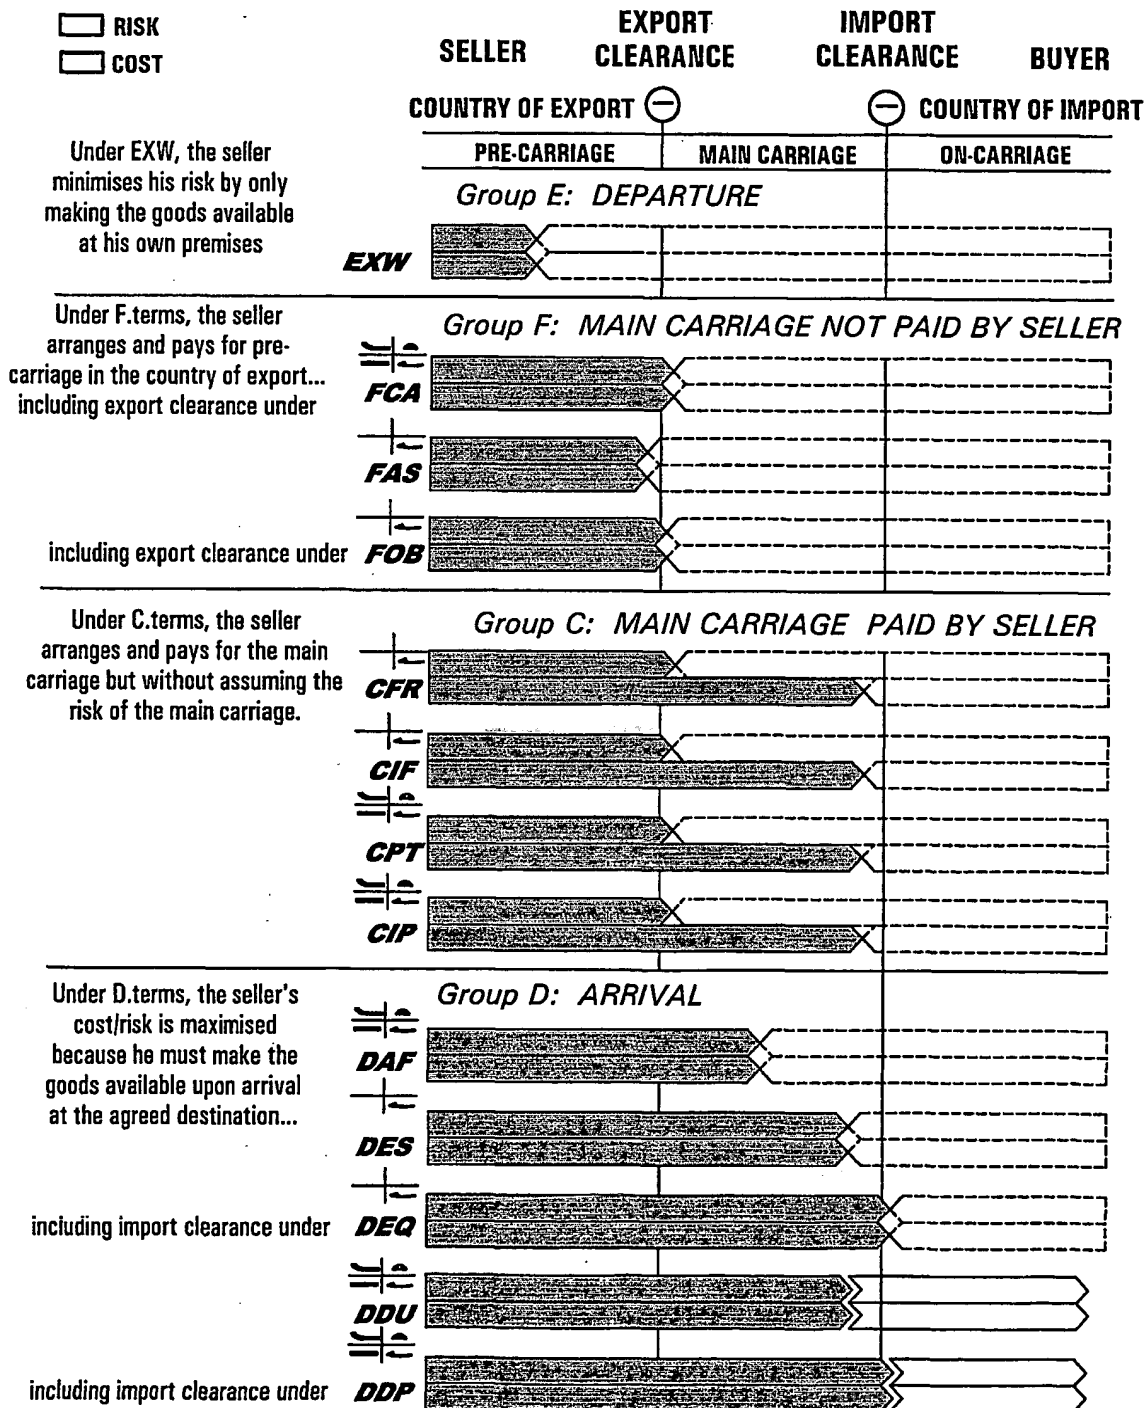 RISK
COST
SELLER
EXPORT
CLEARANCE
IMPORT
CLEARANCE
BUYER
COUNTRY OF EXPORT
COUNTRY OF IMPORT
PRE-CARRIAGE
MAIN CARRIAGE
ON-CARRIAGE
Under EXW, the seller
minimises his risk by only
making the goods available
at his own premises
Group E: DEPARTURE
EXW
Under F.terms, the seller
arranges and pays for pre-
carriage in the country of export...
including export clearance under
Group F: MAIN CARRIAGE NOT PAID BY SELLER
FCA
FAS
including export clearance under
FOB
Under C.terms, the seller
arranges and pays for the main
carriage but without assuming the
risk of the main carriage.
Group C: MAIN CARRIAGE PAID BY SELLER
CFR
CIF
CPT
CIP
Under D.terms, the seller's
cost/risk is maximised
because he must make the
goods available upon arrival
at the agreed destination...
Group D: ARRIVAL
DAF
DES
including import clearance under
DEQ
DDU
including import clearance under
DDP